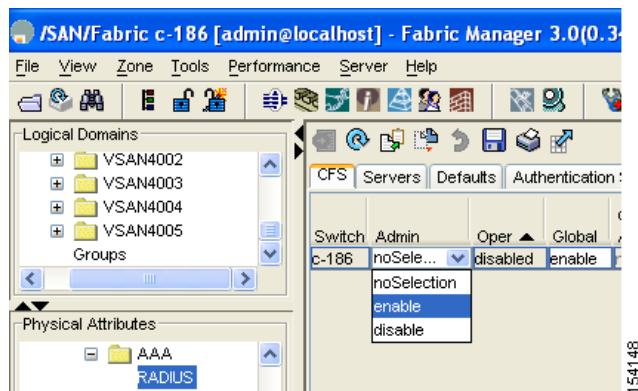 /SAN/Fabric c-186 [admin@localhost] - Fabric Manager 3.0(0.3
File View Zone Tools Performance Server Help
Logical Domains
VSAN4002
VSAN4003
VSAN4004
VSAN4005
Groups
Physical Attributes
AAA
RADIUS
CFS Servers Defaults Authentication
Switch Admin Oper Global
c-186 noSele... disabled enable
noSelection
enable
disable
154148